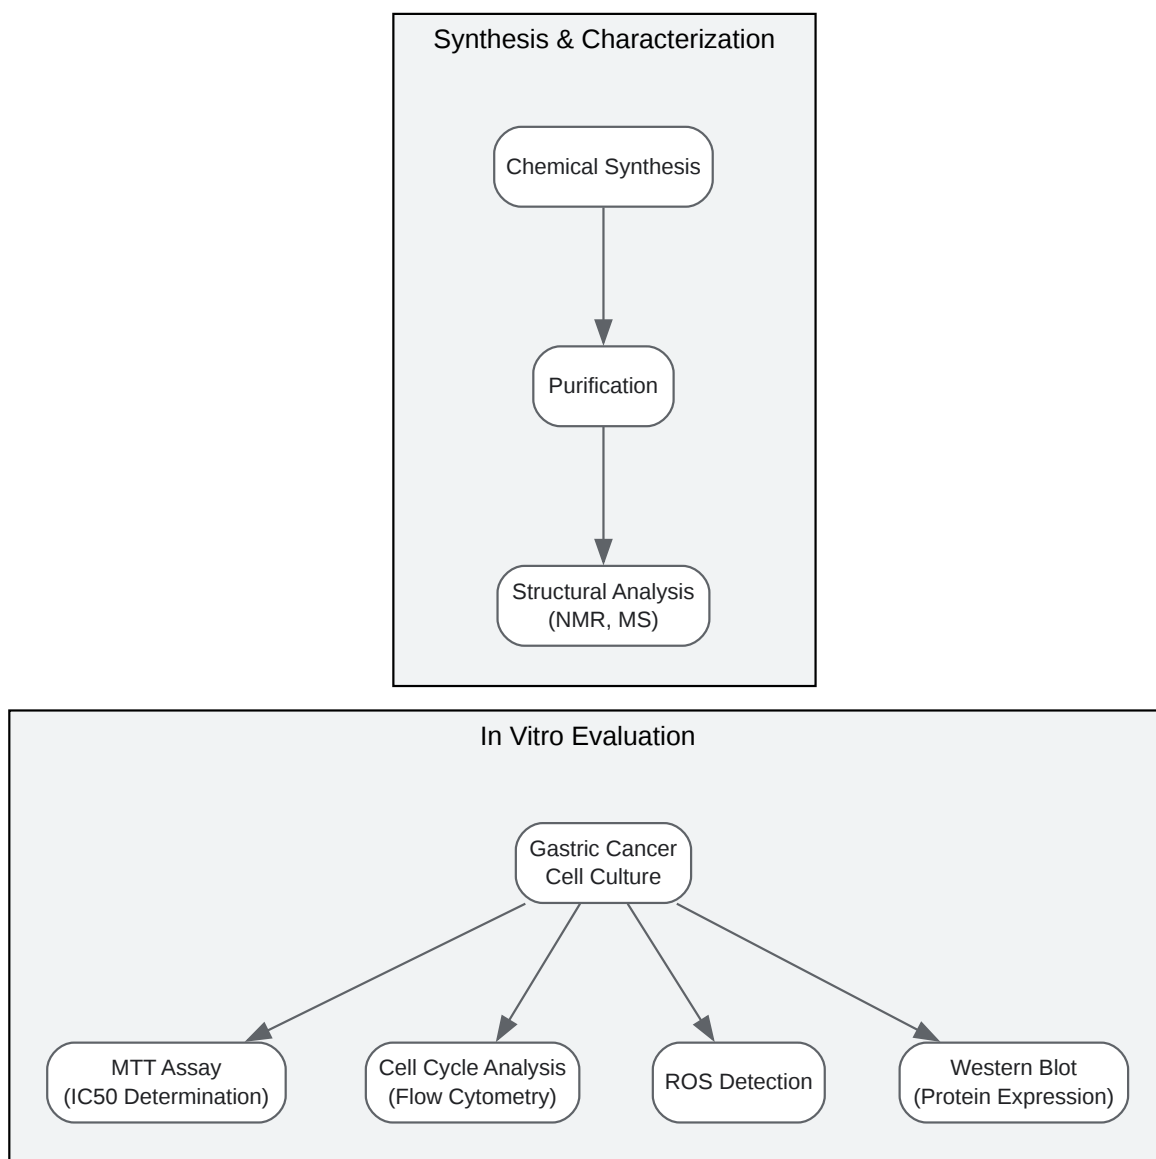 Synthesis & Characterization
Chemical Synthesis
Purification
Structural Analysis
(NMR, MS)
In Vitro Evaluation
Gastric Cancer
Cell Culture
MTT Assay
(IC50 Determination)
Cell Cycle Analysis
(Flow Cytometry)
ROS Detection
Western Blot
(Protein Expression)